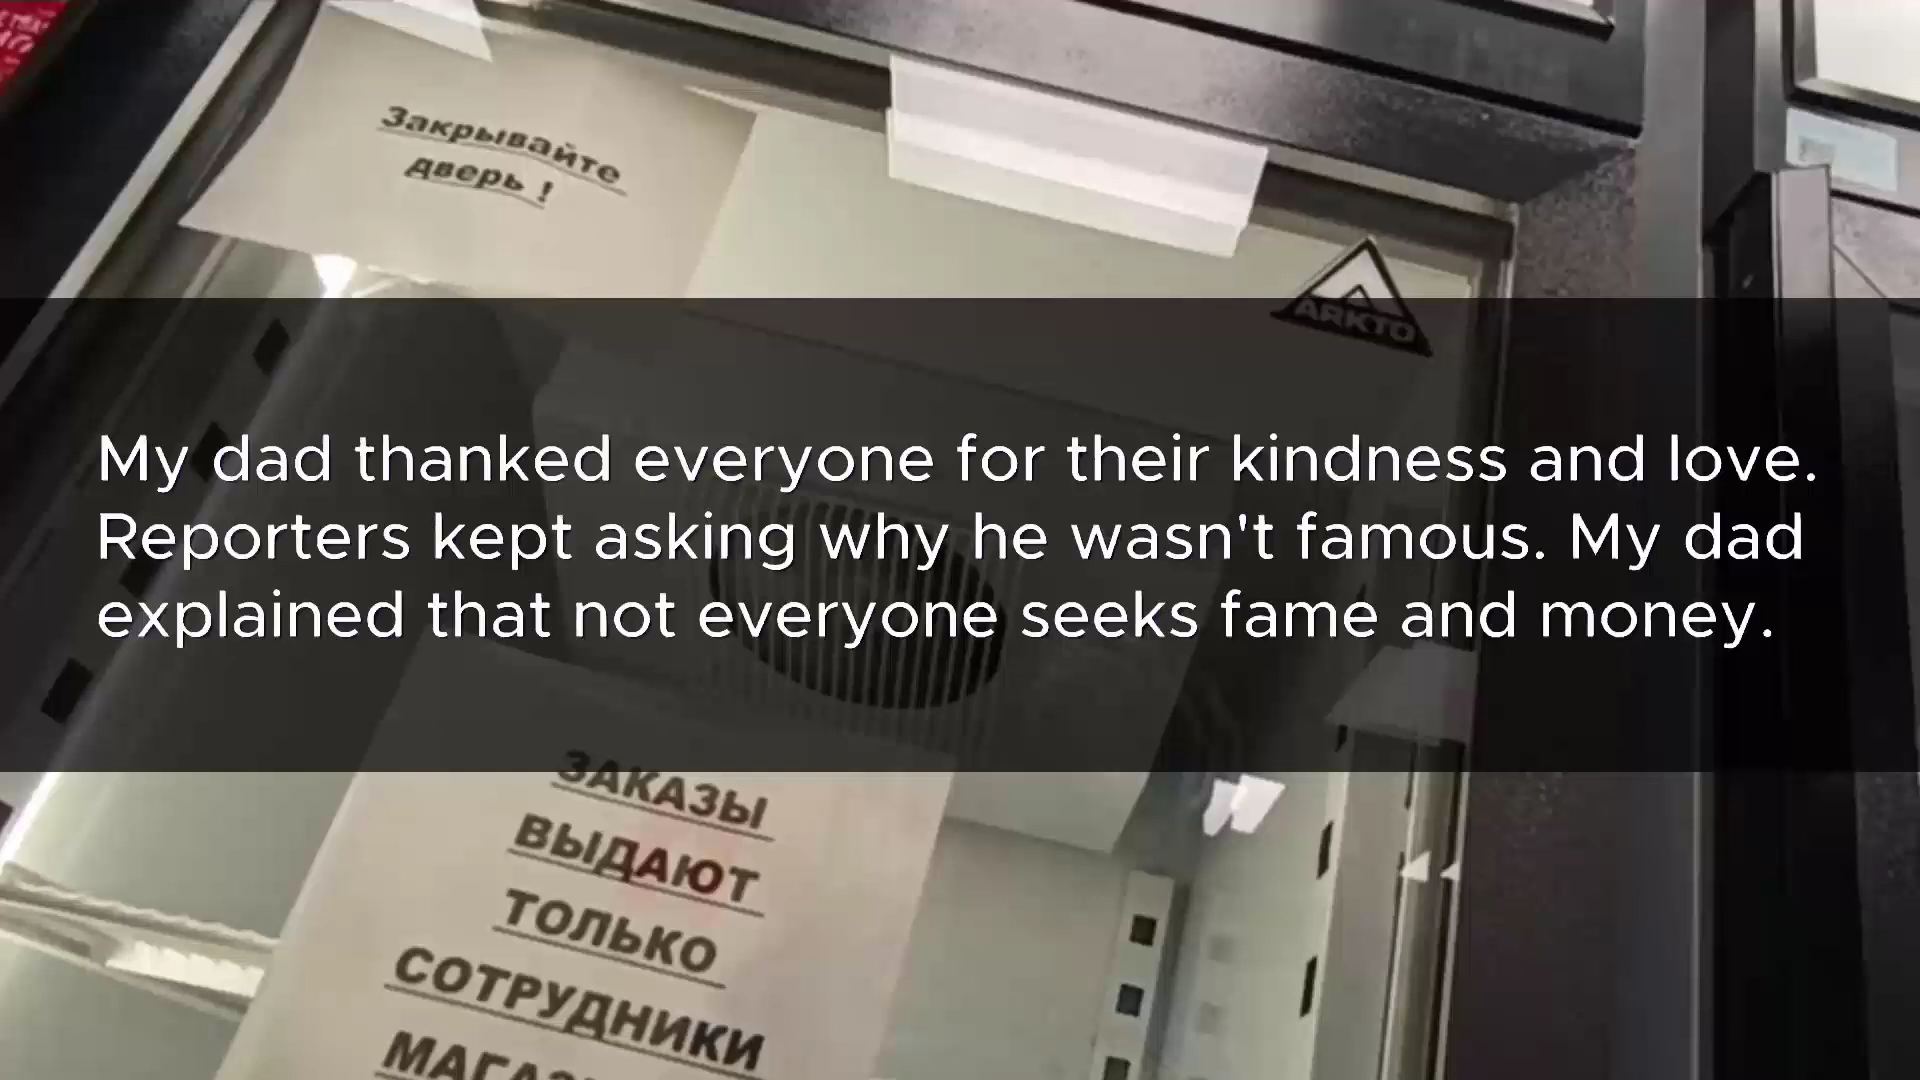 Закрывайте
дверь !
ARKTO
My dad thanked everyone for their kindness and love.
Reporters kept asking why he wasn't famous. My dad
explained that not everyone seeks fame and money.
ЗАКАЗЫ
ВЫДАЮТ
ТОЛЬКО
СОТРУДНИКИ